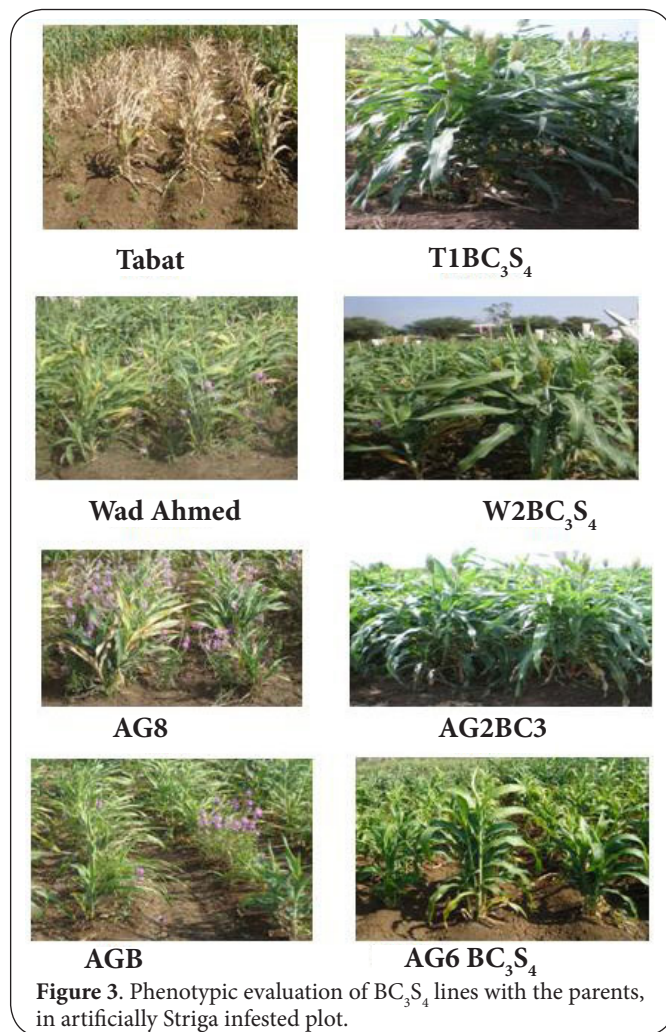 Tabat T1BC₃S₄
Wad Ahmed W2BC₃S₄
AG8 AG2BC3
AGB AG6 BC₃S₄
Figure 3. Phenotypic evaluation of BC₃S₄ lines with the parents,
in artificially Striga infested plot.